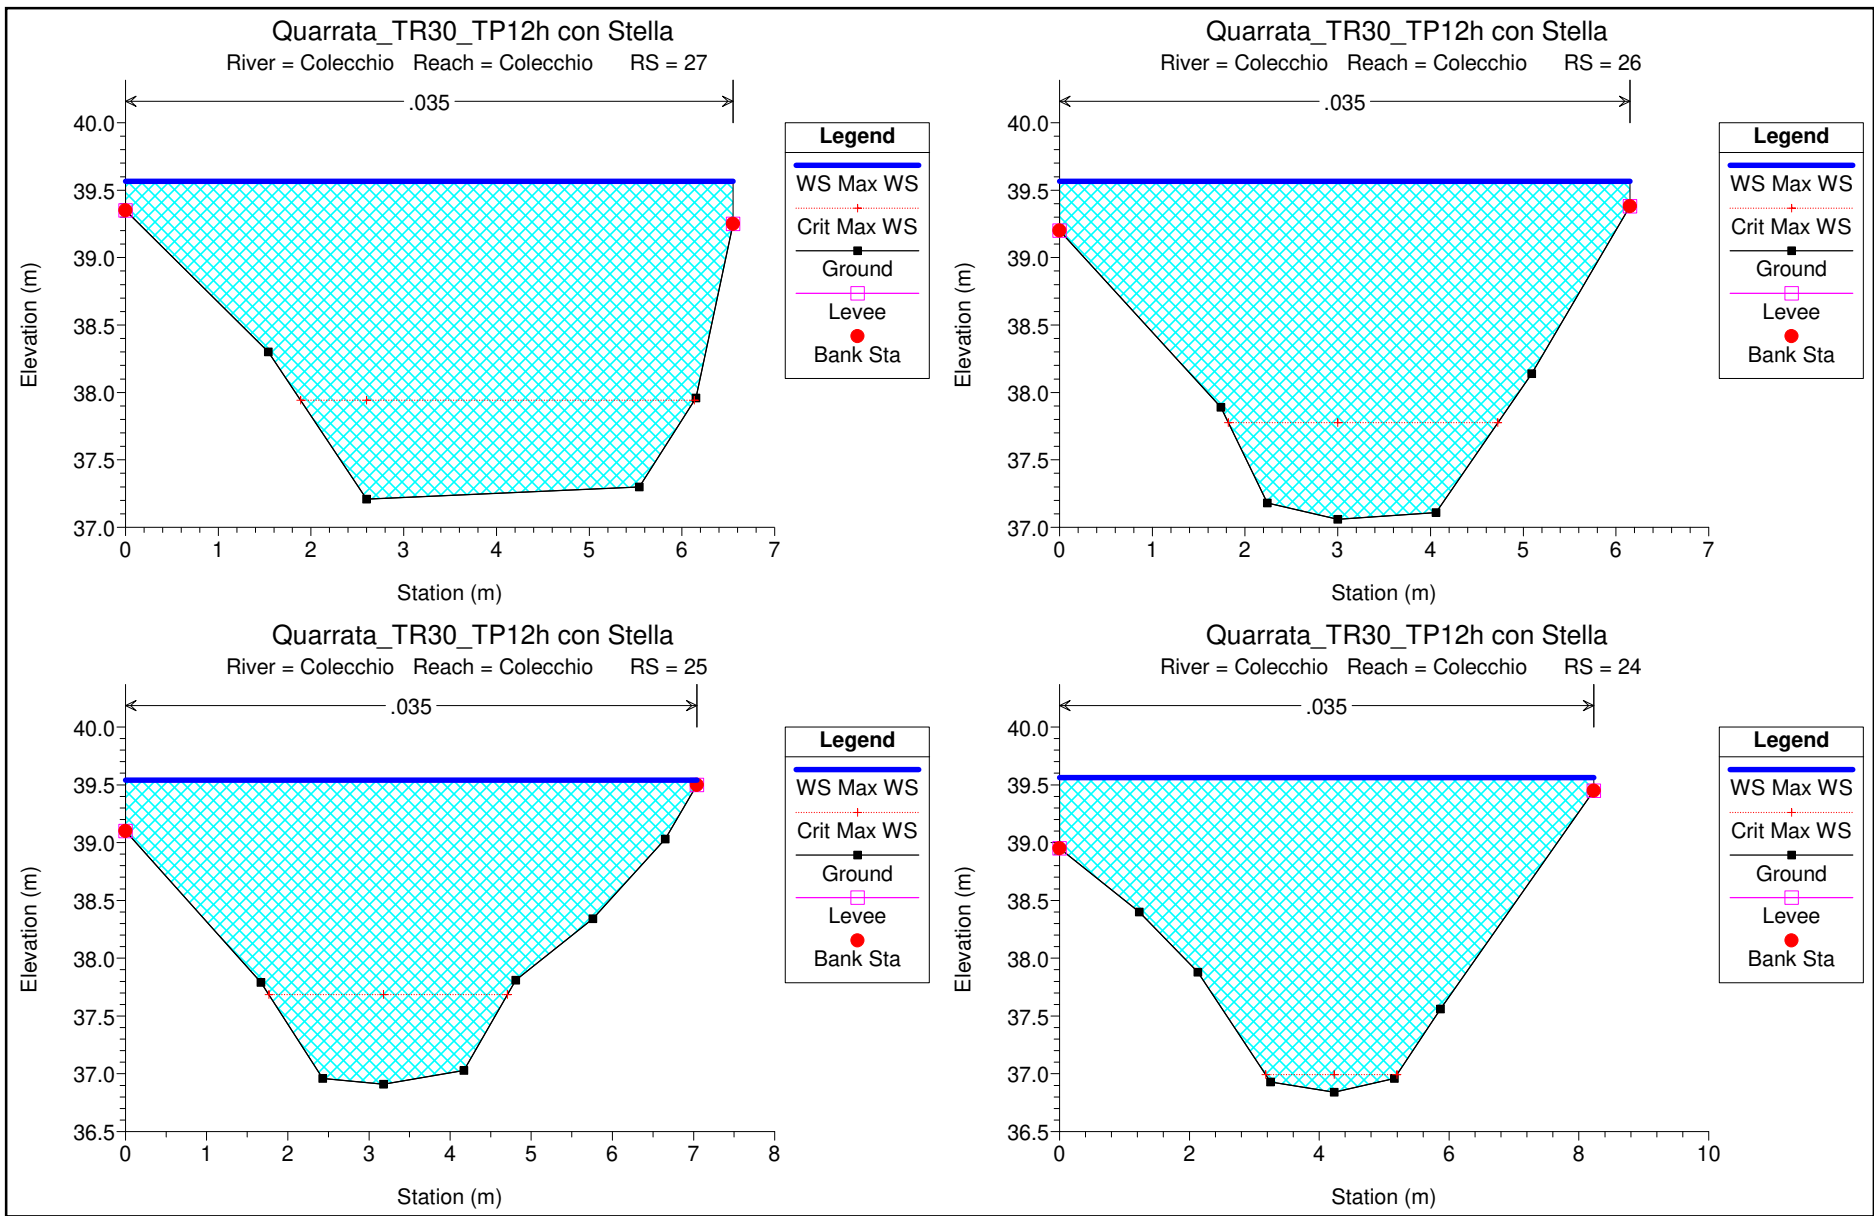 Quarrata_TR30_TP12h con Stella
River = Colecchio Reach = Colecchio RS = 27
.035
40.0
39.5
39.0
38.5
38.0
37.5
37.0
Elevation (m)
0 1 2 3 4 5 6 7
Station (m)
Legend
WS Max WS
Crit Max WS
Ground
Levee
Bank Sta
Quarrata_TR30_TP12h con Stella
River = Colecchio Reach = Colecchio RS = 26
.035
40.0
39.5
39.0
38.5
38.0
37.5
37.0
Elevation (m)
0 1 2 3 4 5 6 7
Station (m)
Legend
WS Max WS
Crit Max WS
Ground
Levee
Bank Sta
Quarrata_TR30_TP12h con Stella
River = Colecchio Reach = Colecchio RS = 25
.035
40.0
39.5
39.0
38.5
38.0
37.5
37.0
36.5
Elevation (m)
0 1 2 3 4 5 6 7 8
Station (m)
Legend
WS Max WS
Crit Max WS
Ground
Levee
Bank Sta
Quarrata_TR30_TP12h con Stella
River = Colecchio Reach = Colecchio RS = 24
.035
40.0
39.5
39.0
38.5
38.0
37.5
37.0
36.5
Elevation (m)
0 2 4 6 8 10
Station (m)
Legend
WS Max WS
Crit Max WS
Ground
Levee
Bank Sta